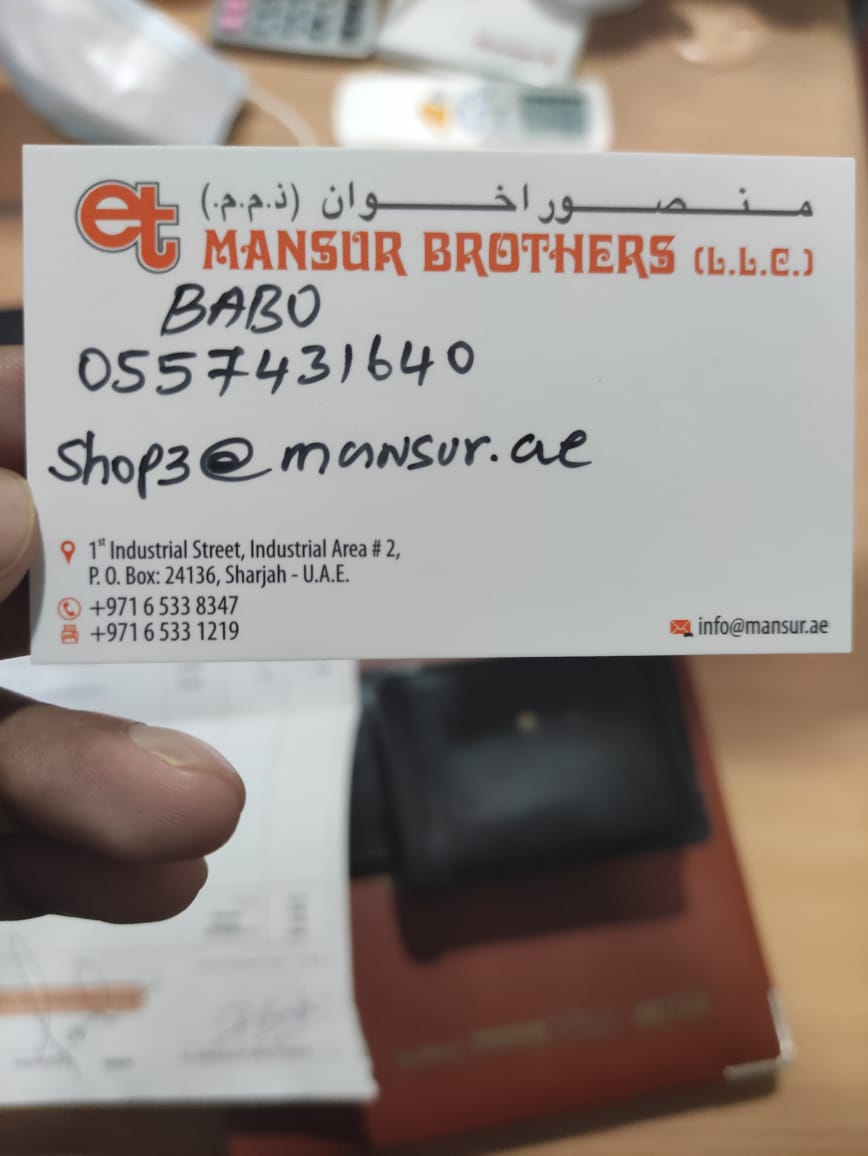 et
منصور اخوان (ذ.م.م.)
MANSUR BROTHERS (L.L.C.)
BABU
0557431640
Shop3@mansur.ae
1st Industrial Street, Industrial Area # 2,
P. O. Box: 24136, Sharjah - U.A.E.
+971 6 533 8347
+971 6 533 1219
info@mansur.ae